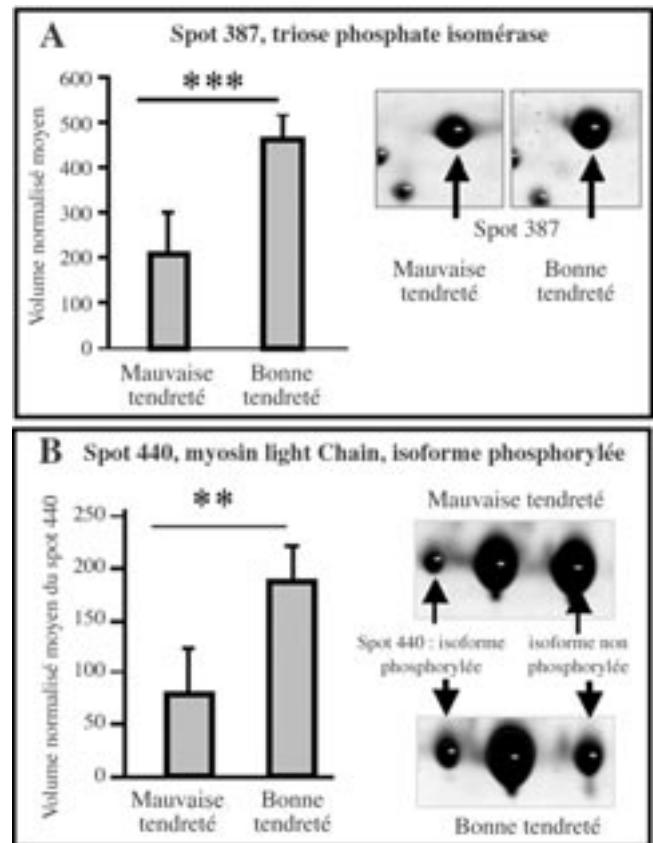 A Spot 387, triose phosphate isomérase
Volume normalisé moyen
600
500
400
300
200
100
0
***
Mauvaise
tendreté
Bonne
tendreté
Spot 387
Mauvaise
tendreté
Bonne
tendreté
B Spot 440, myosin light Chain, isoforme phosphorylée
Volume normalisé moyen du spot 440
250
200
150
100
50
0
**
Mauvaise
tendreté
Bonne
tendreté
Mauvaise tendreté
Spot 440 : isoforme
phosphorylée
isoforme non
phosphorylée
Bonne tendreté